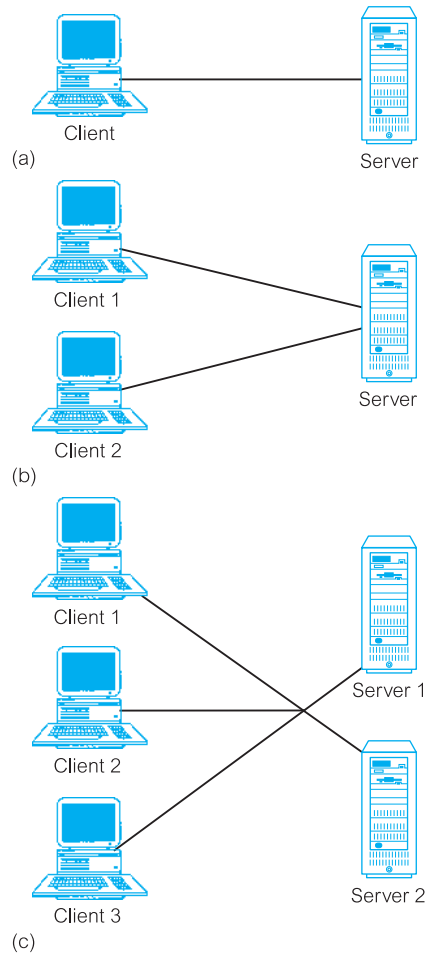 Client
Server
(a)
Client 1
Server
Client 2
(b)
Client 1
Server 1
Client 2
Server 2
Client 3
(c)